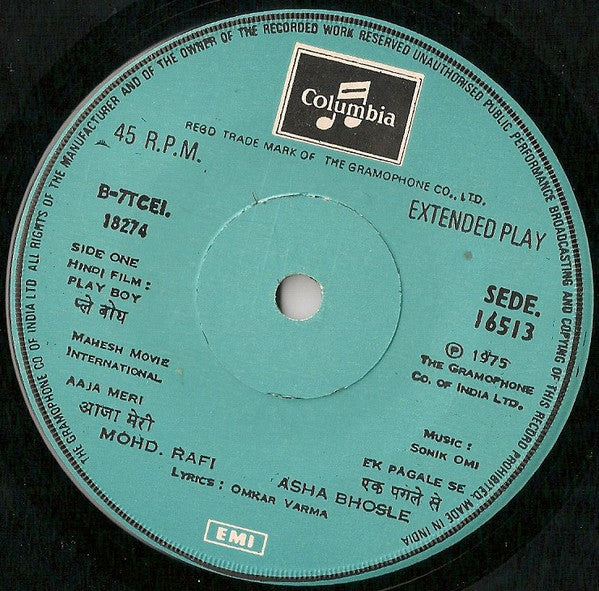 THE GRAMOPHONE CO OF INDIA LTD ALL RIGHTS OF THE MANUFACTURER AND OF THE OWNER OF THE RECORDED WORK RESERVED UNAUTHORISED PUBLIC PERFORMANCE BROADCASTING AND COPYING OF THIS RECORD PROHIBITED. MADE IN INDIA
Columbia
REGD TRADE MARK OF THE GRAMOPHONE CO., LTD.
45 R.P.M.
EXTENDED PLAY
B-7TCEI.
18274
SEDE.
16513
SIDE ONE
HINDI FILM :
PLAY BOY
प्ले बोय
MAHESH MOVIE
INTERNATIONAL
℗ 1975
THE GRAMOPHONE
CO. OF INDIA LTD.
AAJA MERI
आजा मेरी
MOHD. RAFI
MUSIC :
SONIK OMI
EK PAGALE SE
एक पगले से
ASHA BHOSLE
LYRICS : OMKAR VARMA
EMI